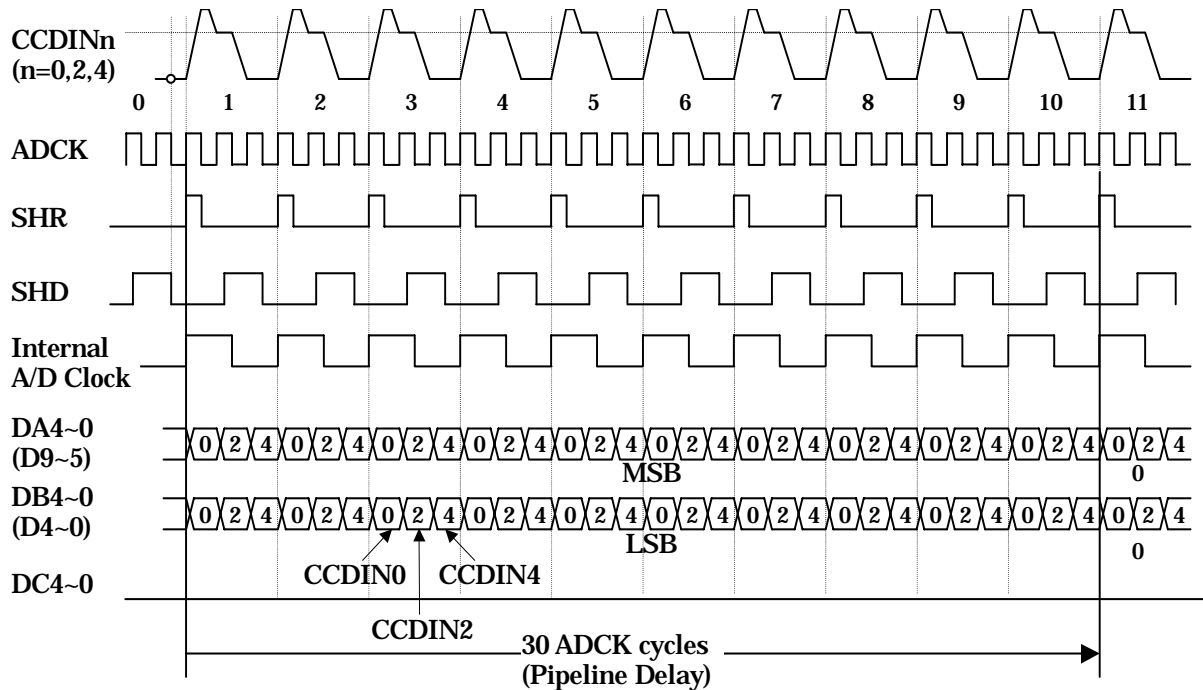 CCDINn
(n=0,2,4)
0 1 2 3 4 5 6 7 8 9 10 11
ADCK
SHR
SHD
Internal
A/D Clock
DA4~0
(D9~5)
0 2 4 0 2 4 0 2 4 0 2 4 0 2 4 0 2 4 0 2 4 0 2 4 0 2 4 0 2 4 0 2 4
MSB
0
DB4~0
(D4~0)
0 2 4 0 2 4 0 2 4 0 2 4 0 2 4 0 2 4 0 2 4 0 2 4 0 2 4 0 2 4 0 2 4
LSB
0
CCDIN0 CCDIN4
DC4~0
CCDIN2
30 ADCK cycles
(Pipeline Delay)